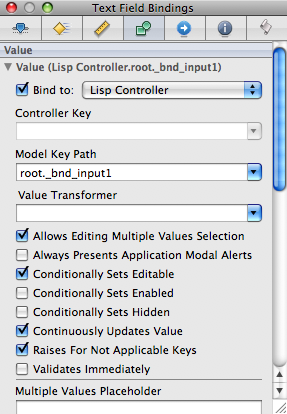 Text Field Bindings
Value
Value (Lisp Controller.root._bnd_input1)
Bind to: Lisp Controller
Controller Key
Model Key Path
root._bnd_input1
Value Transformer
Allows Editing Multiple Values Selection
Always Presents Application Modal Alerts
Conditionally Sets Editable
Conditionally Sets Enabled
Conditionally Sets Hidden
Continuously Updates Value
Raises For Not Applicable Keys
Validates Immediately
Multiple Values Placeholder